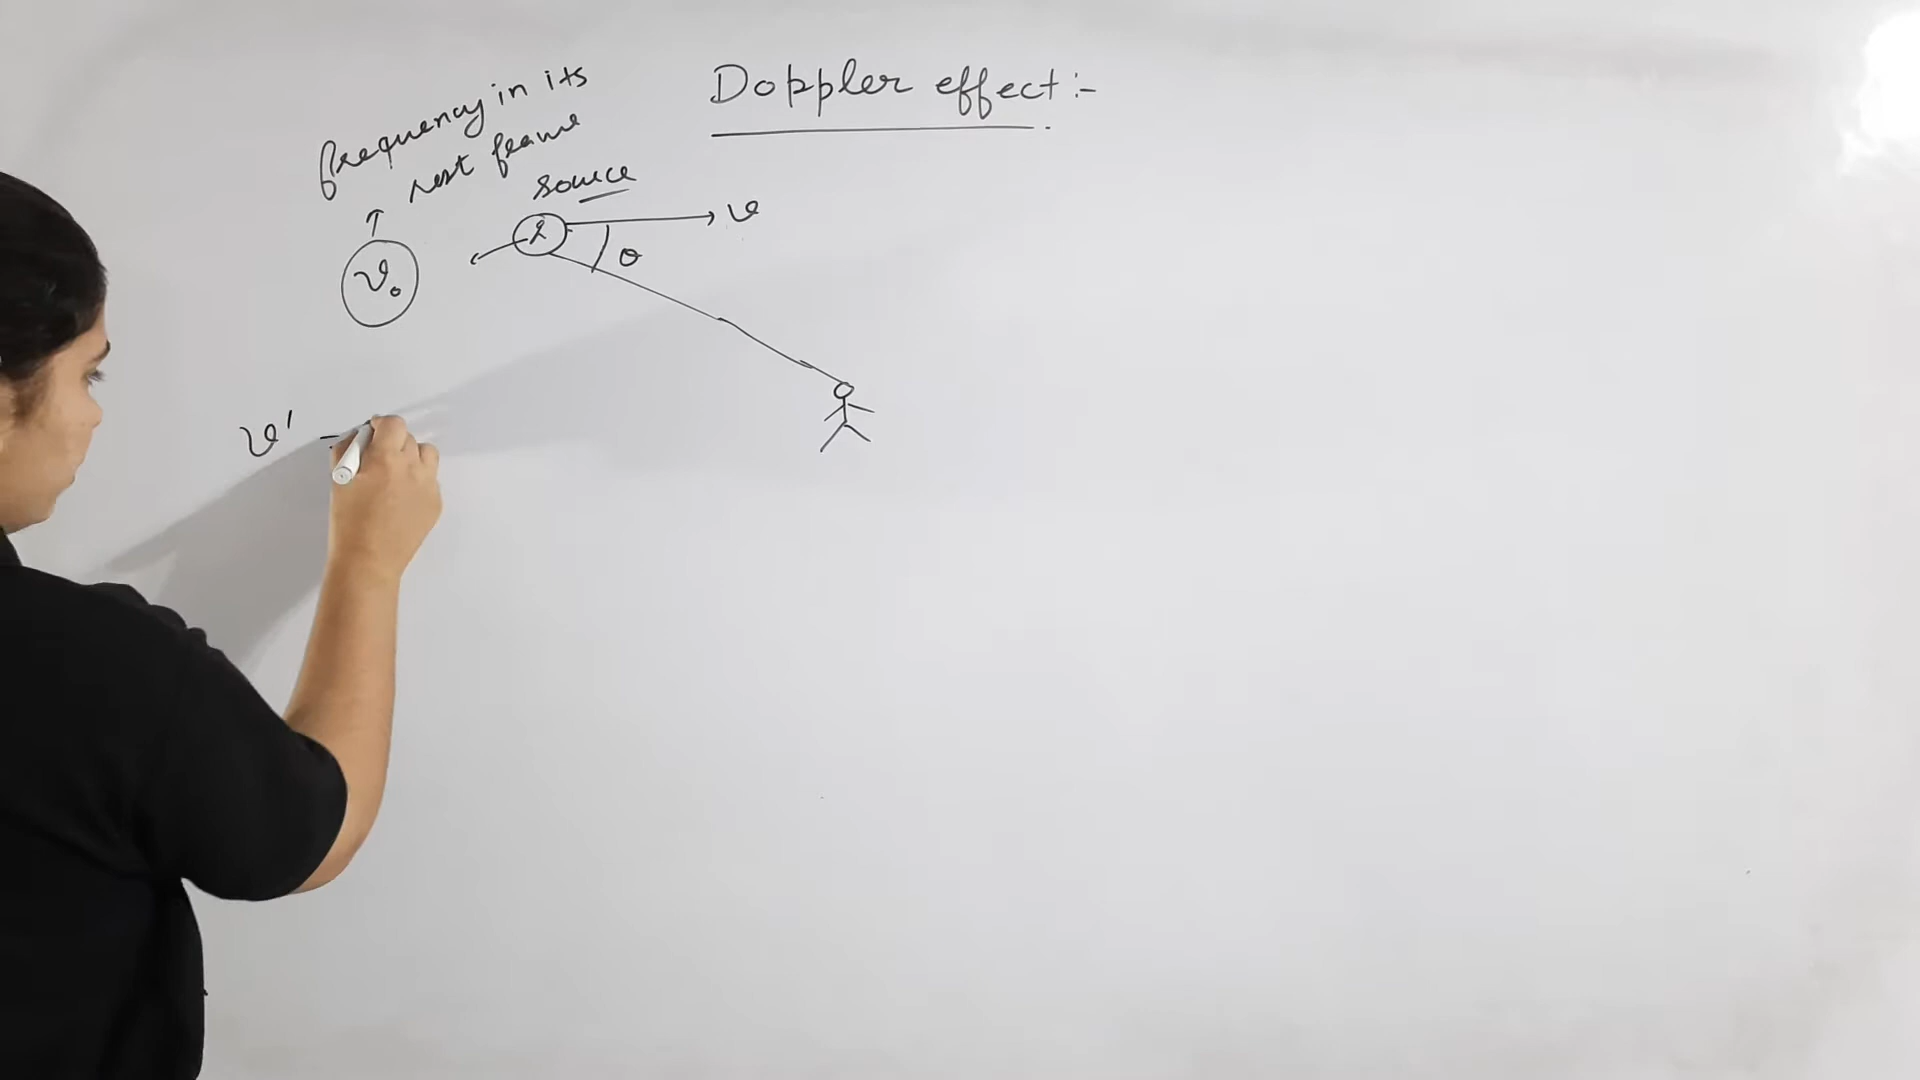 Doppler effect :-
frequency in its
rest frame
source
ν₀
v
θ
ν' =